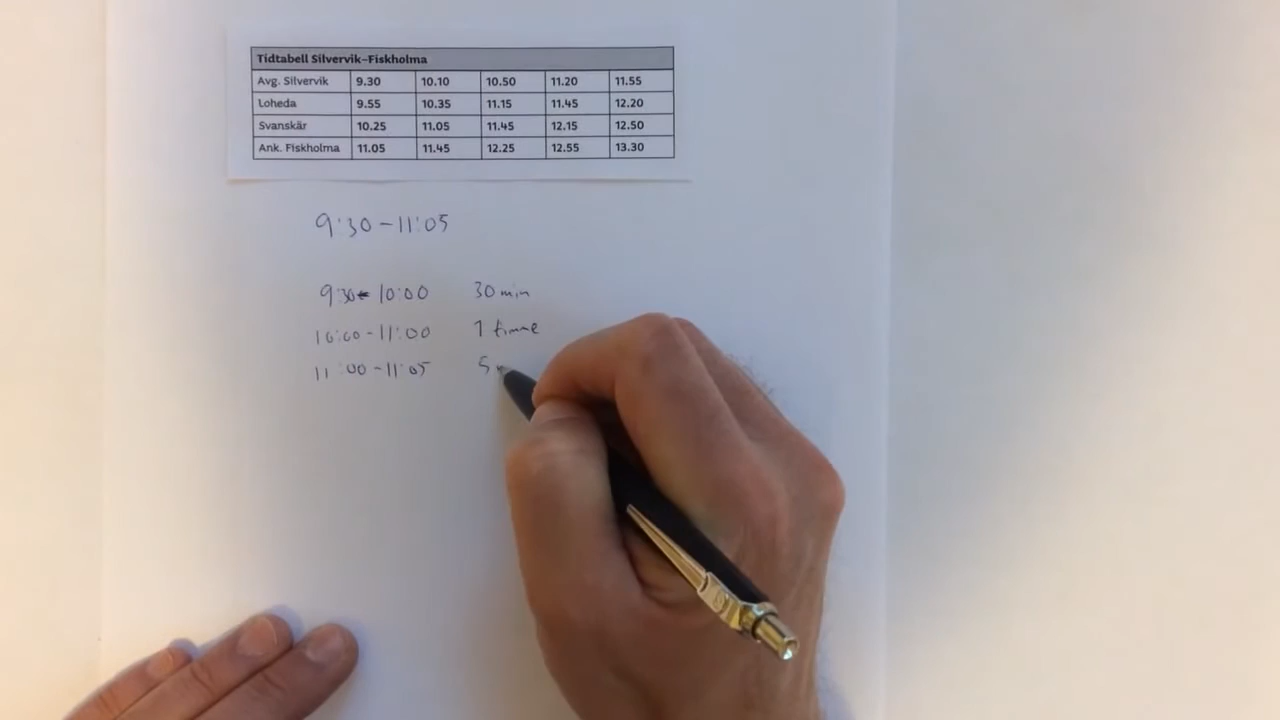 Tidtabell Silvervik–Fiskholma
Avg. Silvervik 9.30 10.10 10.50 11.20 11.55
Loheda 9.55 10.35 11.15 11.45 12.20
Svanskär 10.25 11.05 11.45 12.15 12.50
Ank. Fiskholma 11.05 11.45 12.25 12.55 13.30
9:30-11:05
9:30-10:00 30 min
10:00-11:00 1 timme
11:00-11:05 5